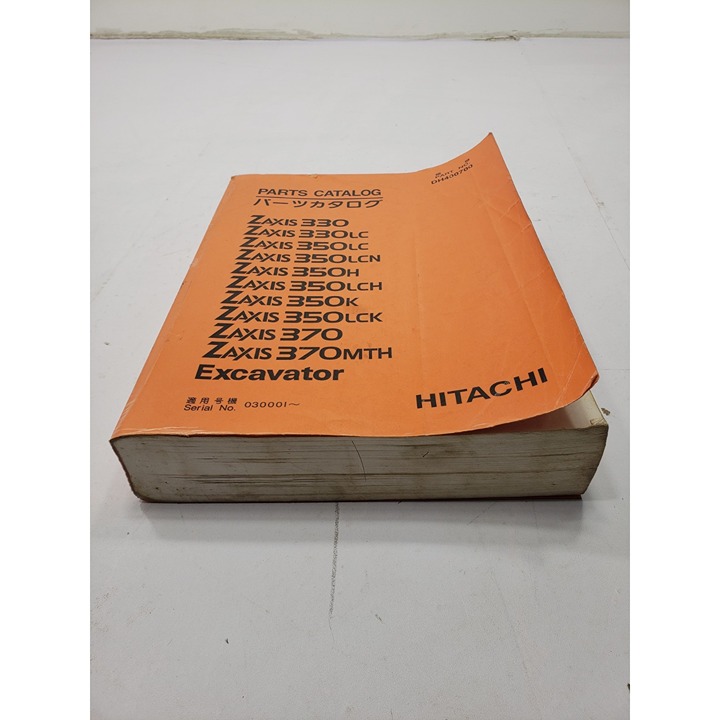 PARTS CATALOG
パーツカタログ
ZAXIS 330
ZAXIS 330LC
ZAXIS 350LC
ZAXIS 350LCN
ZAXIS 350H
ZAXIS 350LCH
ZAXIS 350K
ZAXIS 350LCK
ZAXIS 370
ZAXIS 370MTH
Excavator
適用号機
Serial No. 030001～
PART NO.
HITACHI